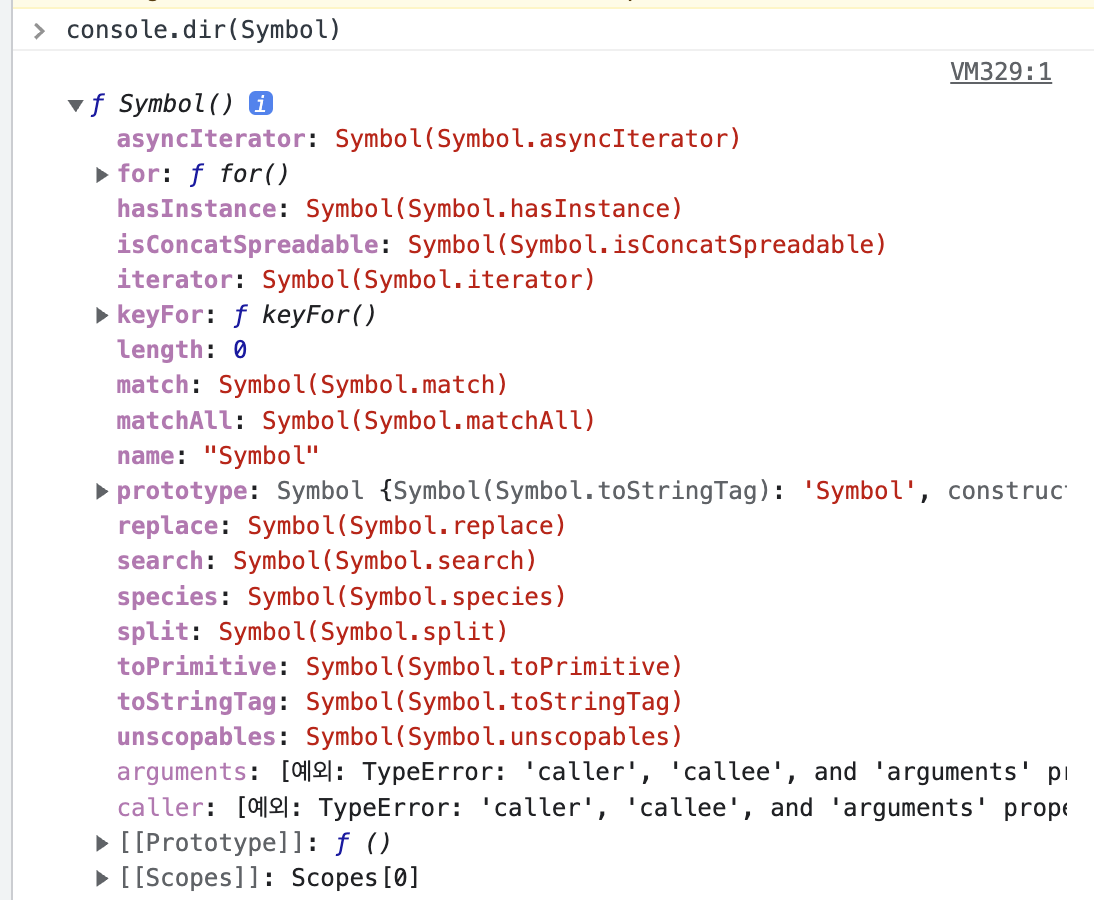 console.dir(Symbol)
VM329:1
ƒ Symbol() i
asyncIterator: Symbol(Symbol.asyncIterator)
for: ƒ for()
hasInstance: Symbol(Symbol.hasInstance)
isConcatSpreadable: Symbol(Symbol.isConcatSpreadable)
iterator: Symbol(Symbol.iterator)
keyFor: ƒ keyFor()
length: 0
match: Symbol(Symbol.match)
matchAll: Symbol(Symbol.matchAll)
name: "Symbol"
prototype: Symbol {Symbol(Symbol.toStringTag): 'Symbol', construct
replace: Symbol(Symbol.replace)
search: Symbol(Symbol.search)
species: Symbol(Symbol.species)
split: Symbol(Symbol.split)
toPrimitive: Symbol(Symbol.toPrimitive)
toStringTag: Symbol(Symbol.toStringTag)
unscopables: Symbol(Symbol.unscopables)
arguments: [예외: TypeError: 'caller', 'callee', and 'arguments' pr
caller: [예외: TypeError: 'caller', 'callee', and 'arguments' prope
[[Prototype]]: ƒ ()
[[Scopes]]: Scopes[0]